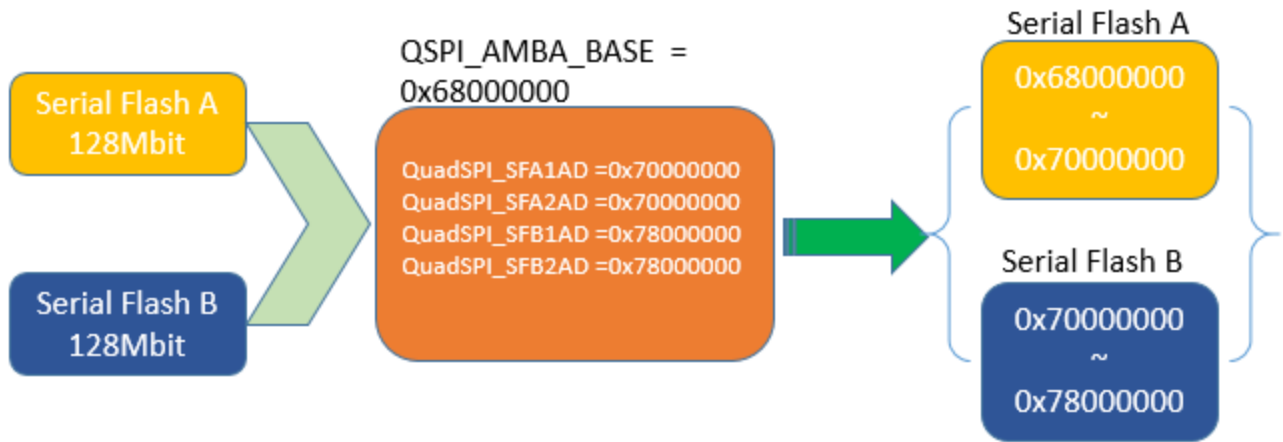 Serial Flash A
128Mbit
Serial Flash B
128Mbit
QSPI_AMBA_BASE =
0x68000000
QuadSPI_SFA1AD =0x70000000
QuadSPI_SFA2AD =0x70000000
QuadSPI_SFB1AD =0x78000000
QuadSPI_SFB2AD =0x78000000
Serial Flash A
0x68000000
~
0x70000000
Serial Flash B
0x70000000
~
0x78000000